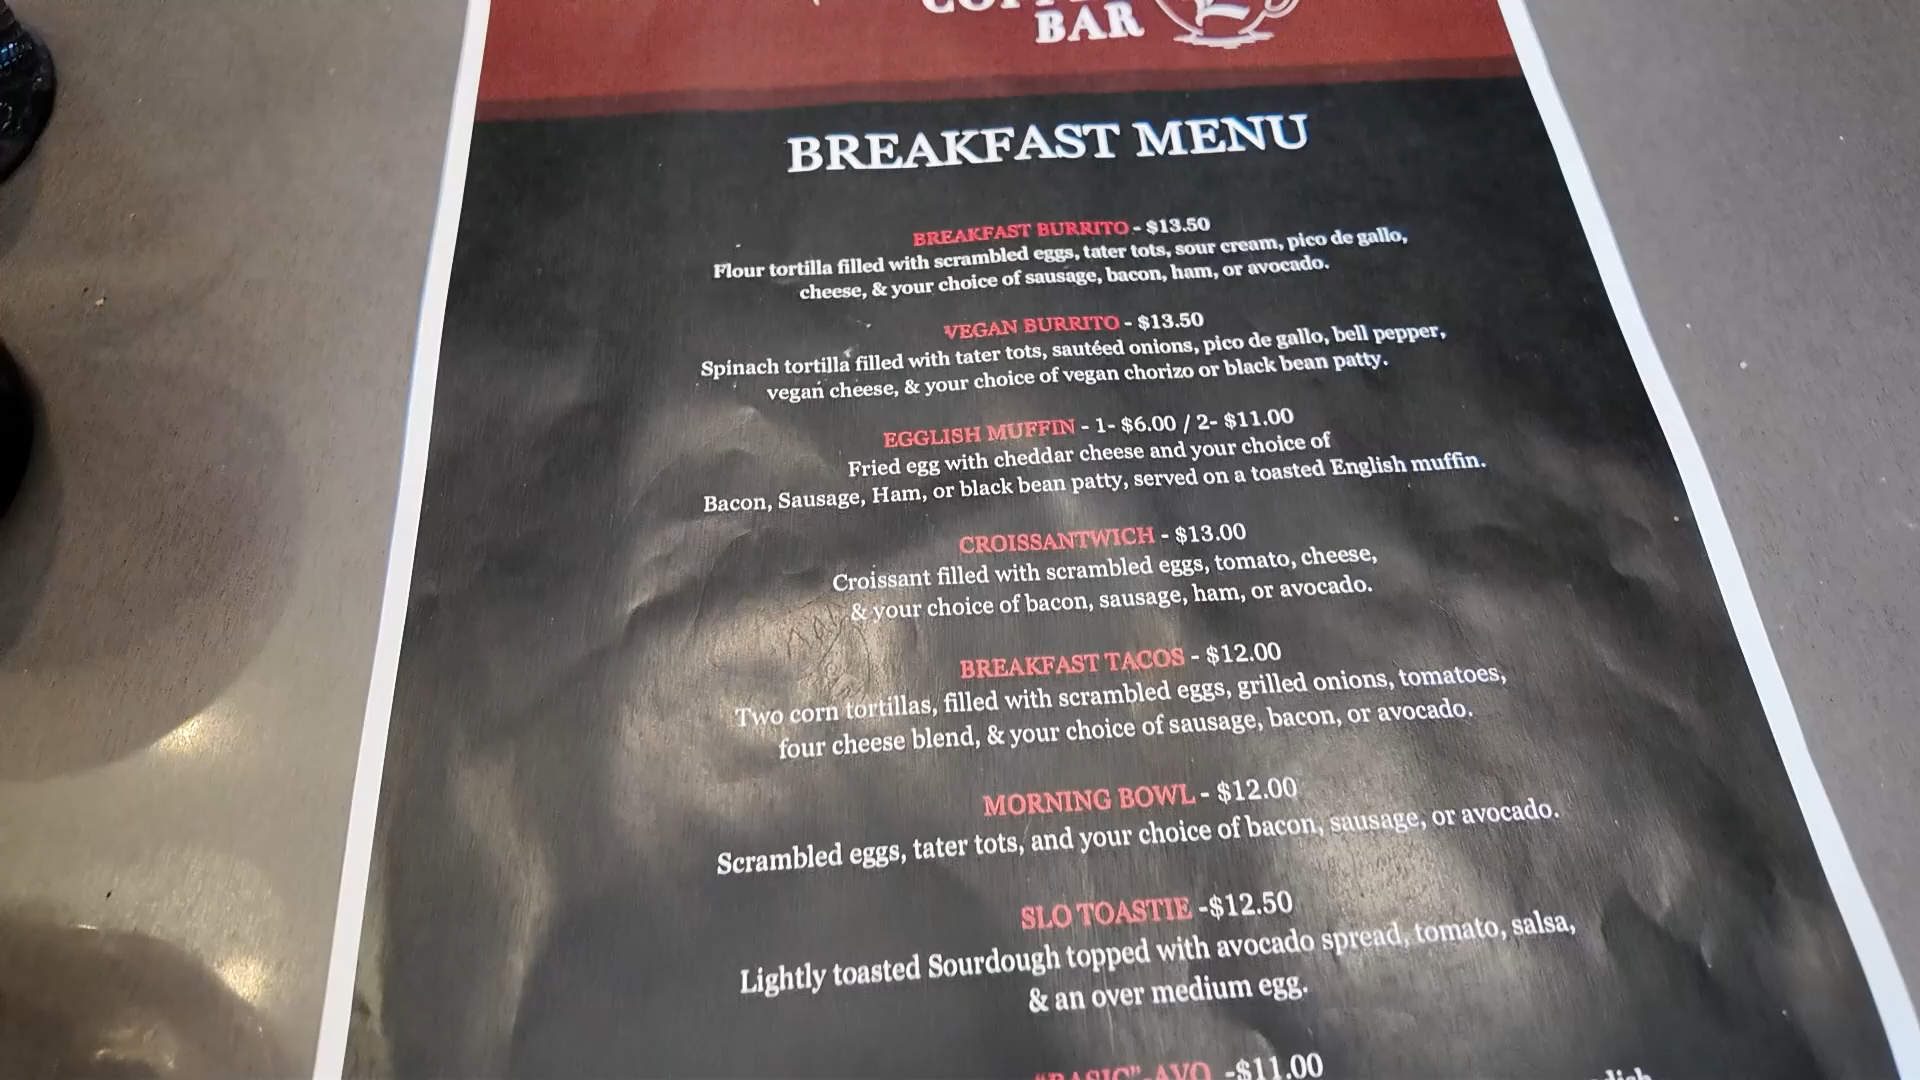 BAR
BREAKFAST MENU
BREAKFAST BURRITO - $13.50
Flour tortilla filled with scrambled eggs, tater tots, sour cream, pico de gallo,
cheese, & your choice of sausage, bacon, ham, or avocado.
VEGAN BURRITO - $13.50
Spinach tortilla filled with tater tots, sautéed onions, pico de gallo, bell pepper,
vegan cheese, & your choice of vegan chorizo or black bean patty.
EGGLISH MUFFIN - 1- $6.00 / 2- $11.00
Fried egg with cheddar cheese and your choice of
Bacon, Sausage, Ham, or black bean patty, served on a toasted English muffin.
CROISSANTWICH - $13.00
Croissant filled with scrambled eggs, tomato, cheese,
& your choice of bacon, sausage, ham, or avocado.
BREAKFAST TACOS - $12.00
Two corn tortillas, filled with scrambled eggs, grilled onions, tomatoes,
four cheese blend, & your choice of sausage, bacon, or avocado.
MORNING BOWL - $12.00
Scrambled eggs, tater tots, and your choice of bacon, sausage, or avocado.
SLO TOASTIE -$12.50
Lightly toasted Sourdough topped with avocado spread, tomato, salsa,
& an over medium egg.
"BASIC" AVO -$11.00